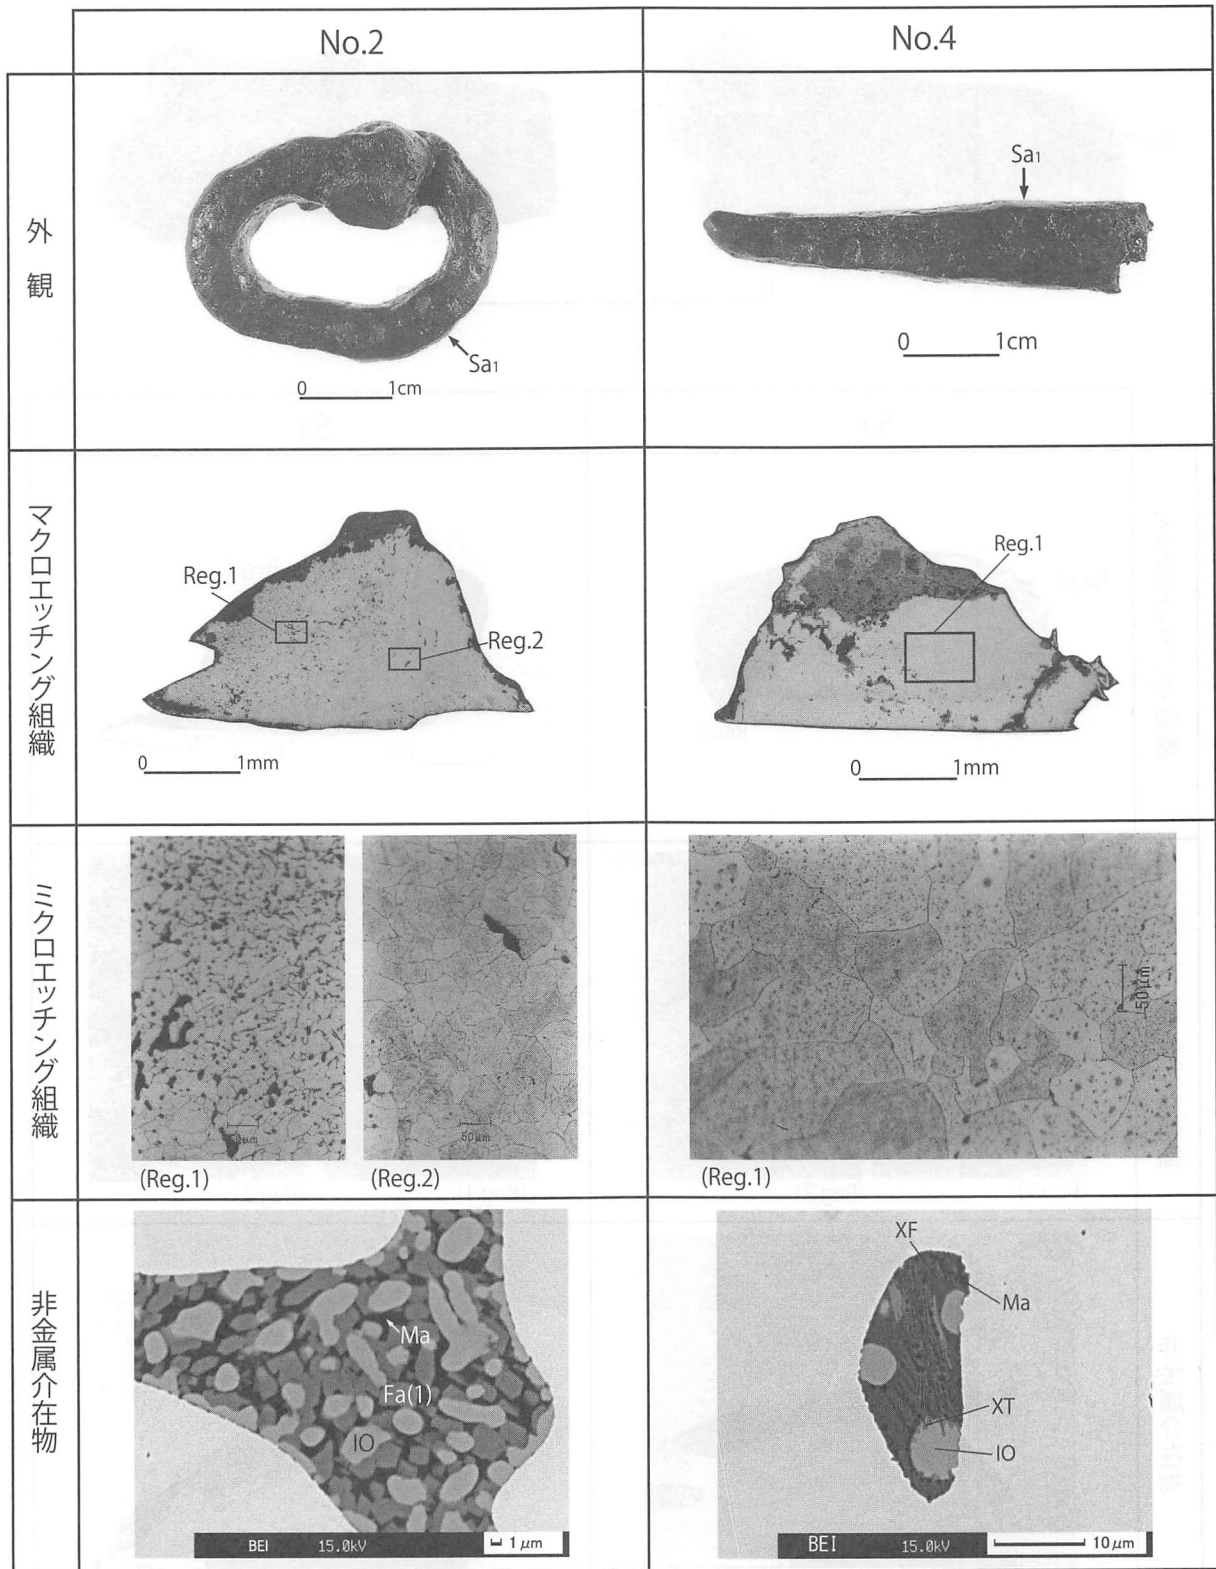 No.2
No.4
外観
Sa1
0 1cm
Sa1
0 1cm
マクロエッチング組織
Reg.1
Reg.2
0 1mm
Reg.1
0 1mm
ミクロエッチング組織
50μm
(Reg.1)
(Reg.2)
50μm
(Reg.1)
非金属介在物
Ma
Fa(1)
IO
BEI 15.0kV 1μm
XF
Ma
XT
IO
BEI 15.0kV 10μm